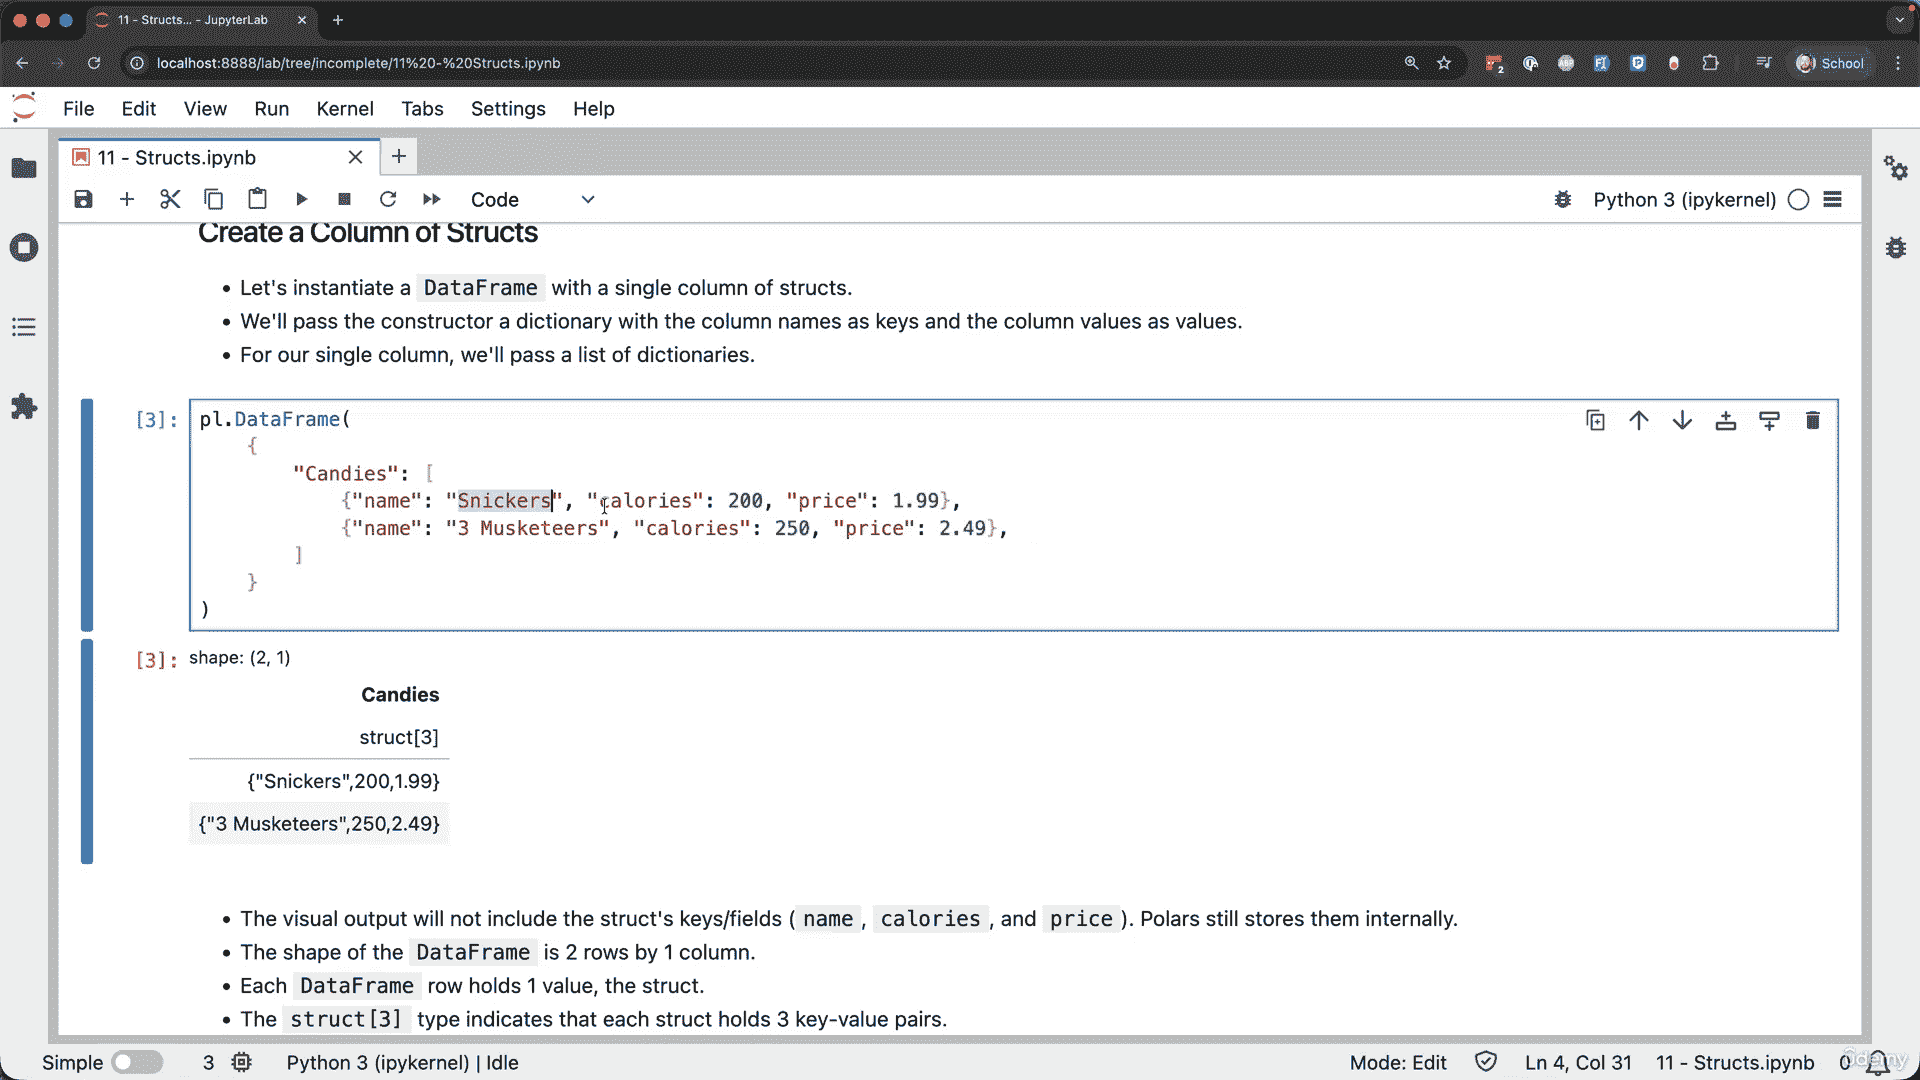 11 - Structs... - JupyterLab
localhost:8888/lab/tree/incomplete/11%20-%20Structs.ipynb
2
School
File Edit View Run Kernel Tabs Settings Help
11 - Structs.ipynb
Code
Python 3 (ipykernel)
Create a Column of Structs
• Let's instantiate a DataFrame with a single column of structs.
• We'll pass the constructor a dictionary with the column names as keys and the column values as values.
• For our single column, we'll pass a list of dictionaries.
[3]: pl.DataFrame(
{
"Candies": [
{"name": "Snickers", "calories": 200, "price": 1.99},
{"name": "3 Musketeers", "calories": 250, "price": 2.49},
]
}
)
[3]: shape: (2, 1)
Candies
struct[3]
{"Snickers",200,1.99}
{"3 Musketeers",250,2.49}
• The visual output will not include the struct's keys/fields ( name , calories , and price ). Polars still stores them internally.
• The shape of the DataFrame is 2 rows by 1 column.
• Each DataFrame row holds 1 value, the struct.
• The struct[3] type indicates that each struct holds 3 key-value pairs.
Simple 3 Python 3 (ipykernel) | Idle Mode: Edit Ln 4, Col 31 11 - Structs.ipynb 0